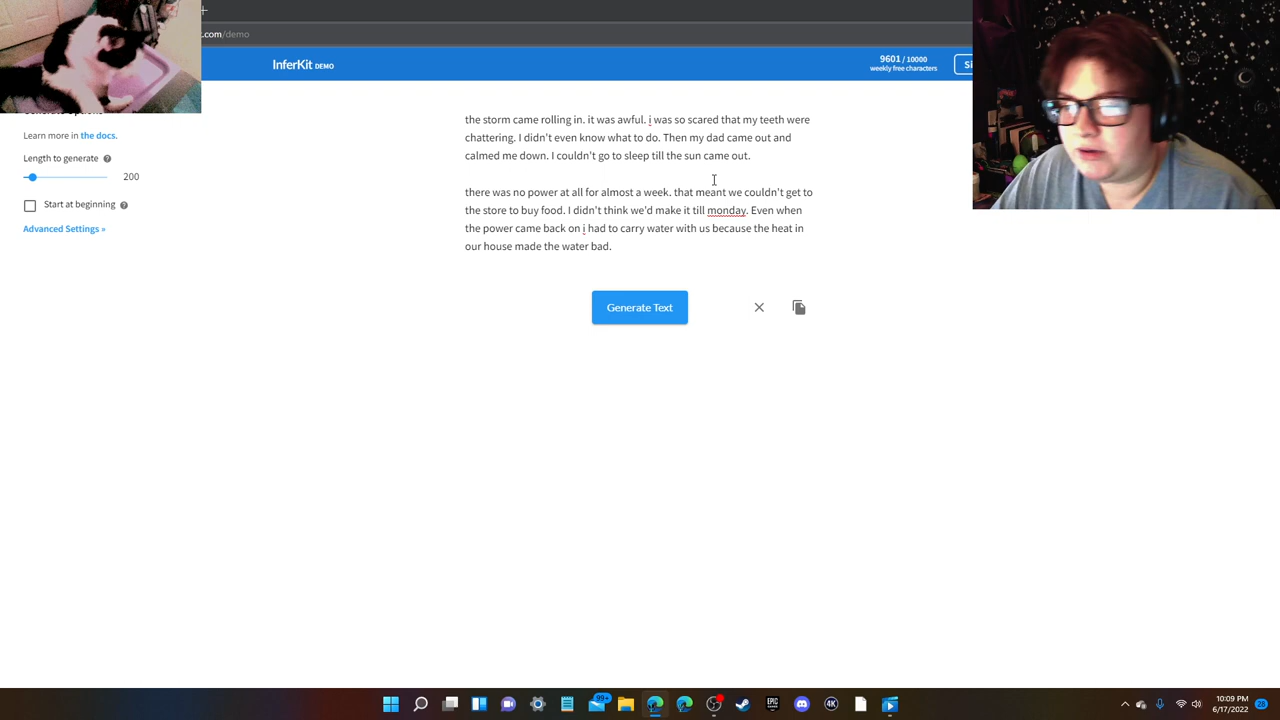 .com/demo
InferKit DEMO
9601 / 10000
weekly free characters
Learn more in the docs.
Length to generate
200
Start at beginning
Advanced Settings »
the storm came rolling in. it was awful. i was so scared that my teeth were
chattering. I didn't even know what to do. Then my dad came out and
calmed me down. I couldn't go to sleep till the sun came out.
there was no power at all for almost a week. that meant we couldn't get to
the store to buy food. I didn't think we'd make it till monday. Even when
the power came back on i had to carry water with us because the heat in
our house made the water bad.
Generate Text
99+
EPIC
GAMES
4K
10:09 PM
6/17/2022
28